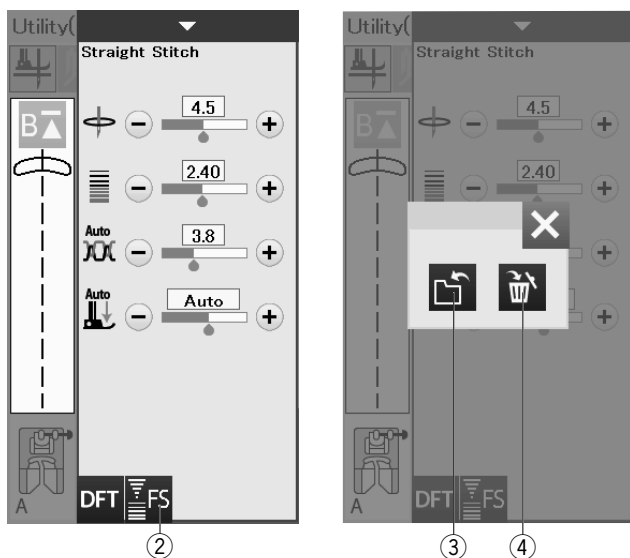 Utility(
Straight Stitch
B
4.5
2.40
Auto
3.8
Auto
Auto
A
DFT
FS
②
Utility(
Straight Stitch
B
4.5
2.40
A
DFT
FS
③
④